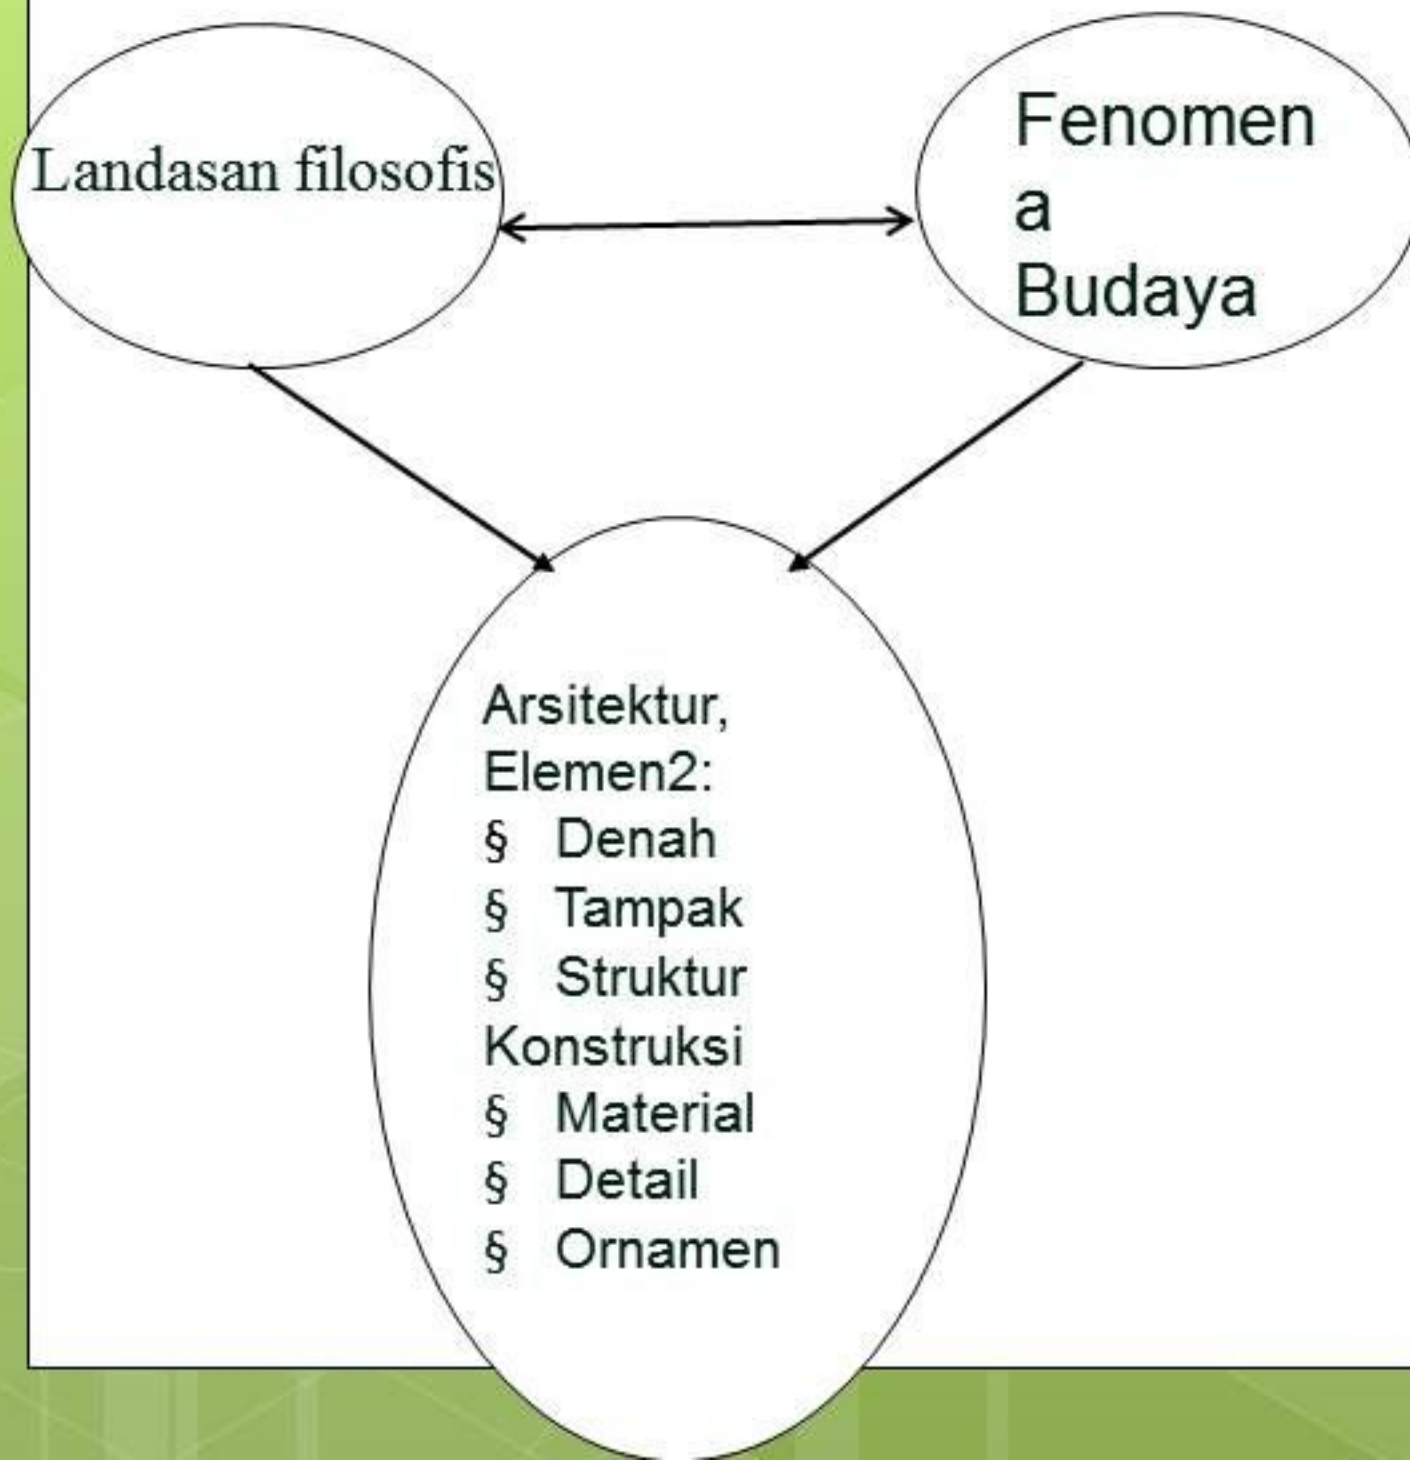 Landasan filosofis
Fenomen
a
Budaya
Arsitektur,
Elemen2:
§ Denah
§ Tampak
§ Struktur
Konstruksi
§ Material
§ Detail
§ Ornamen